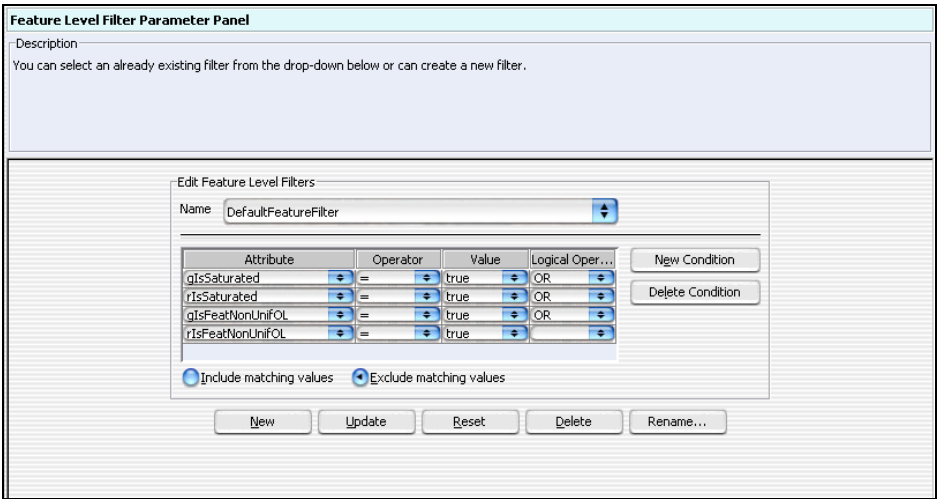 Feature Level Filter Parameter Panel
Description
You can select an already existing filter from the drop-down below or can create a new filter.
Edit Feature Level Filters
Name DefaultFeatureFilter
Attribute Operator Value Logical Oper...
gIsSaturated = true OR
rIsSaturated = true OR
gIsFeatNonUnifOL = true OR
rIsFeatNonUnifOL = true
New Condition
Delete Condition
Include matching values Exclude matching values
New Update Reset Delete Rename...